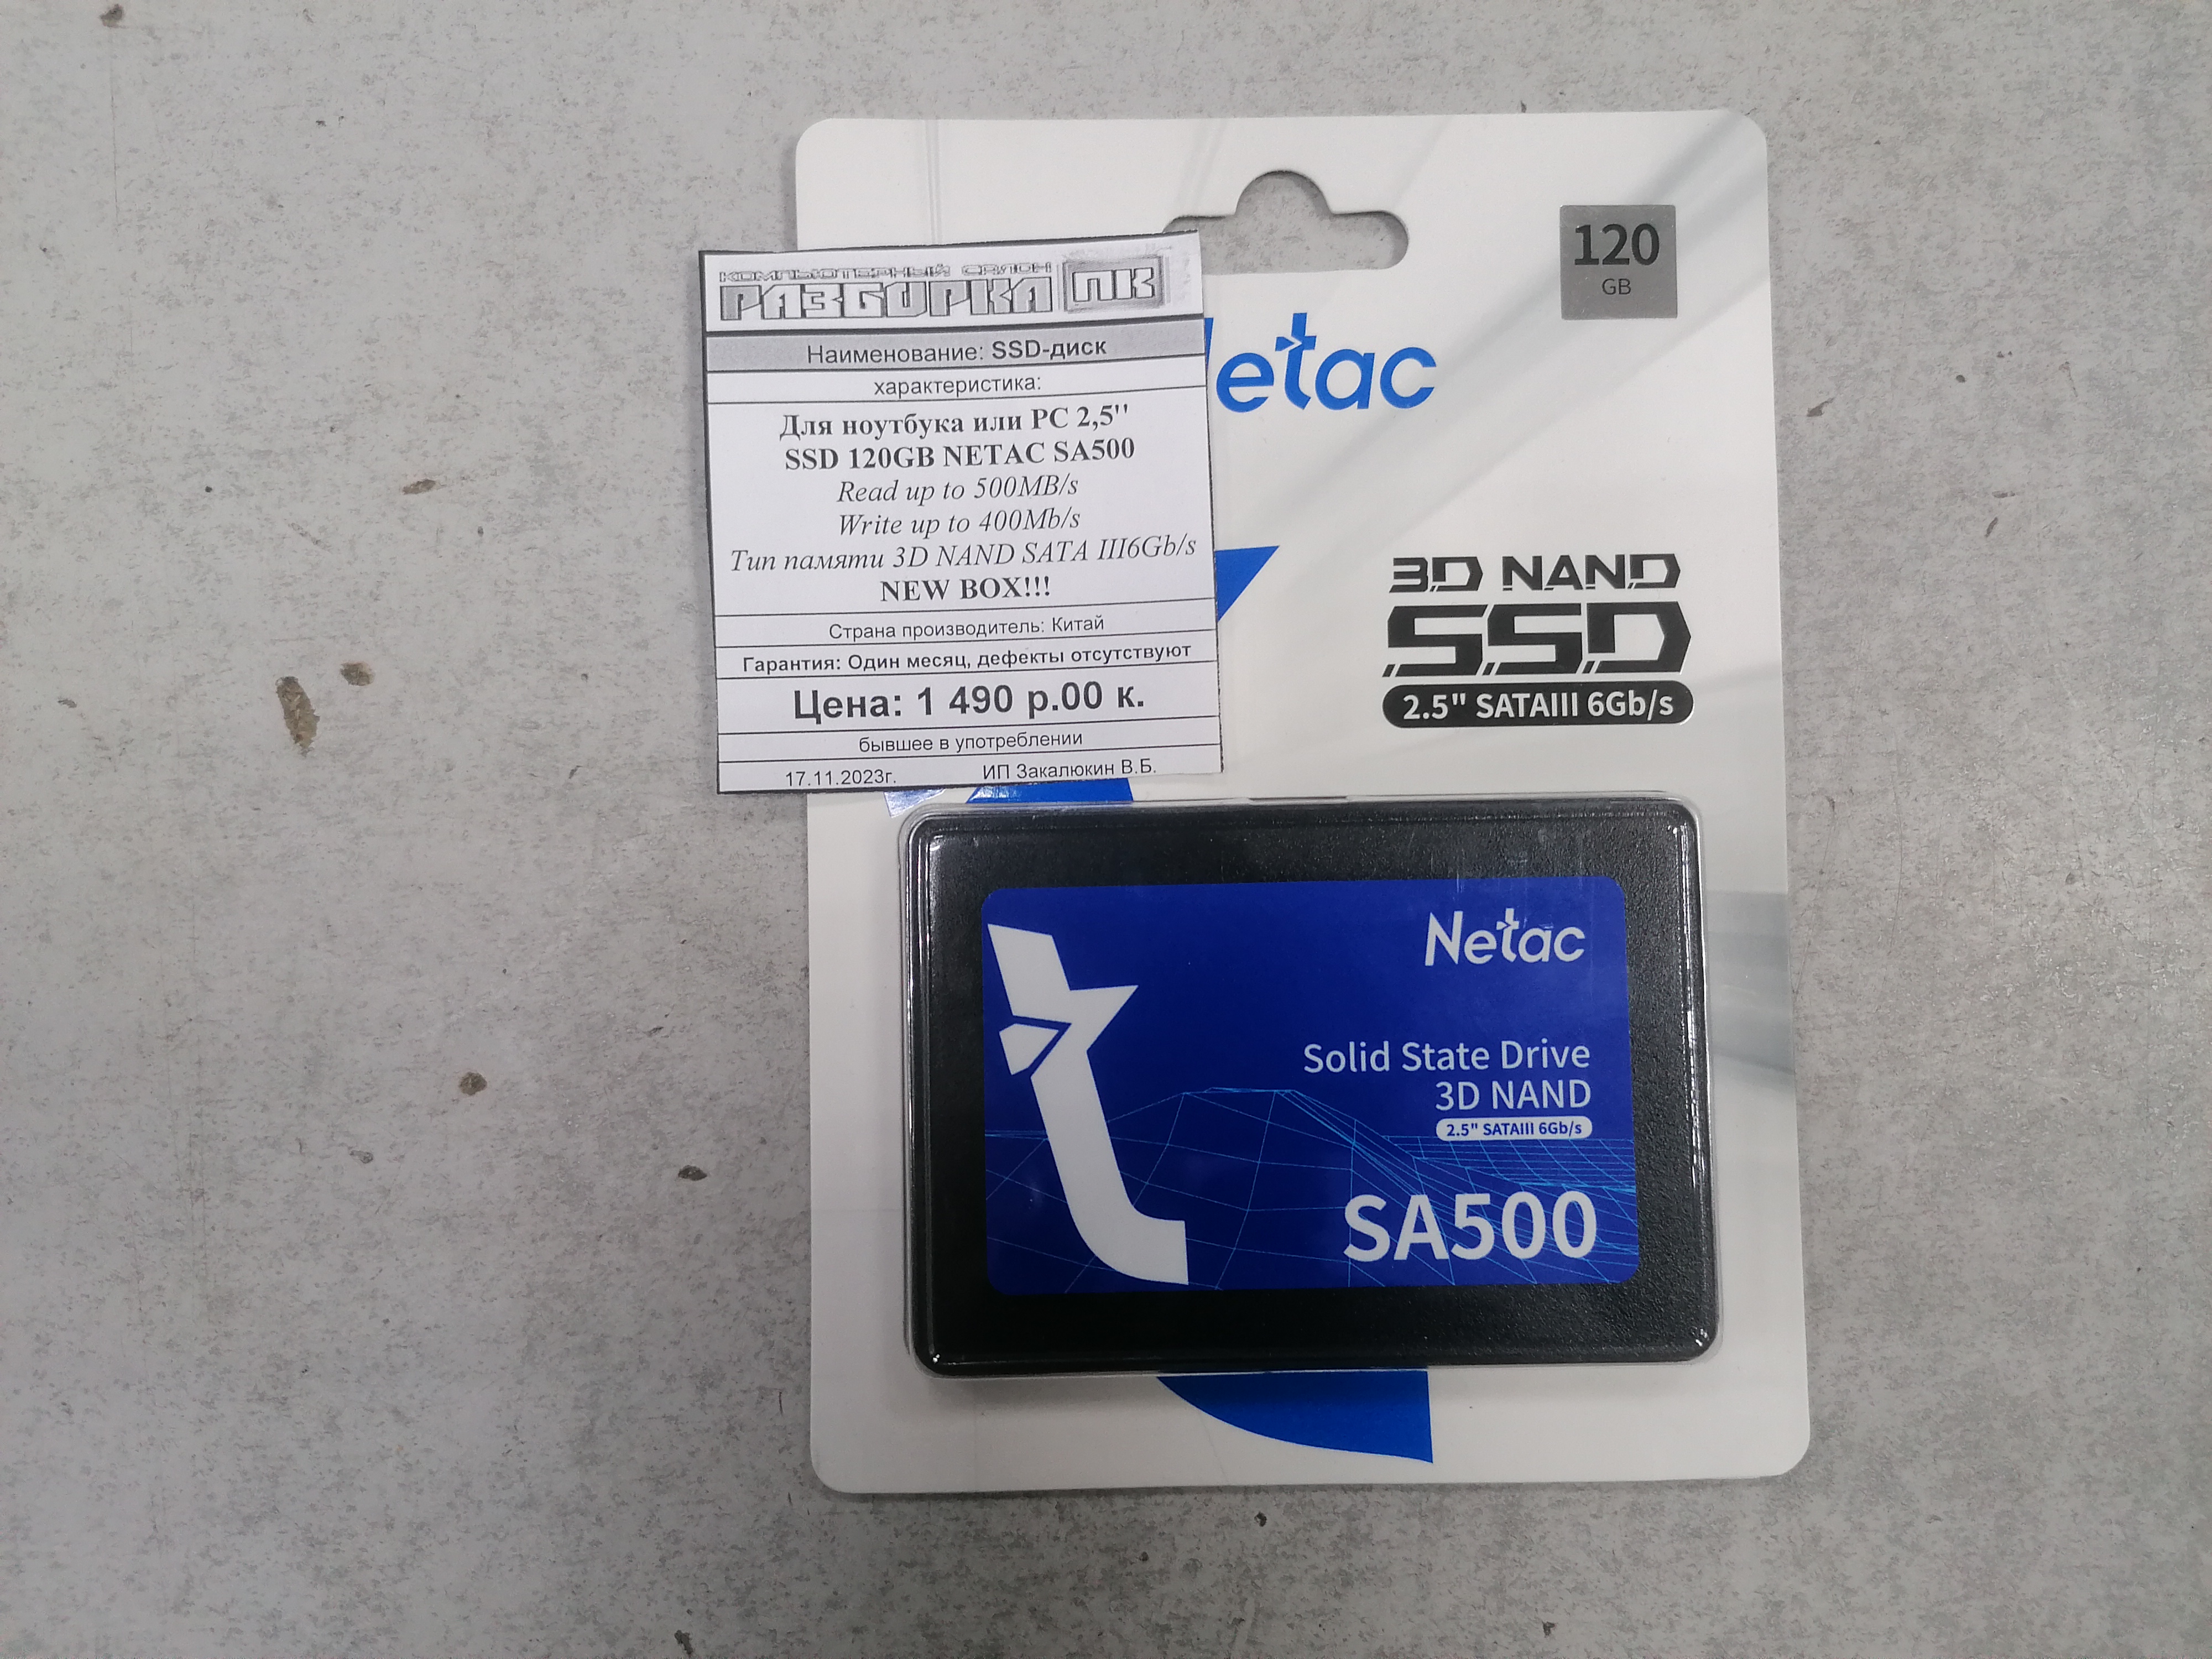 КОМПЬЮТЕРНЫЙ САЛОН
РАЗБОРКА ПК
Наименование: SSD-диск
характеристика:
Для ноутбука или PC 2,5''
SSD 120GB NETAC SA500
Read up to 500MB/s
Write up to 400Mb/s
Тип памяти 3D NAND SATA III6Gb/s
NEW BOX!!!
Страна производитель: Китай
Гарантия: Один месяц, дефекты отсутствуют
Цена: 1 490 р.00 к.
бывшее в употреблении
17.11.2023г. ИП Закалюкин В.Б.
120
GB
etac
3D NAND
SSD
2.5" SATAIII 6Gb/s
Netac
Solid State Drive
3D NAND
2.5" SATAIII 6Gb/s
SA500